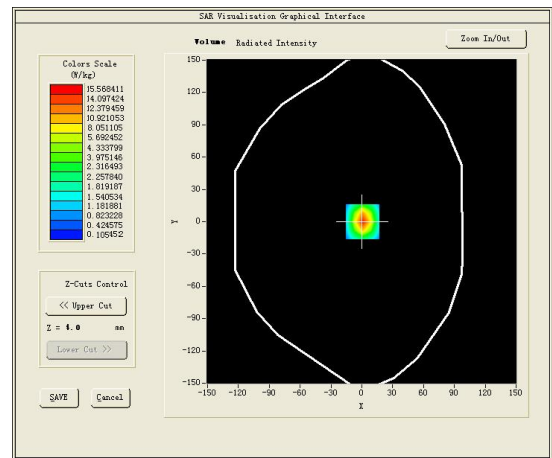 SAR Visualisation Graphical Interface
Volume Radiated Intensity
Zoom In/Out
Colors Scale
(W/kg)
15.568411
14.097424
12.379459
10.921053
8.051105
5.692452
4.333799
3.975146
2.316493
2.257840
1.819187
1.540534
1.181881
0.823228
0.424575
0.105452
150
120
90
60
30
0
-30
-60
-90
-120
-150
Y
-150 -120 -90 -60 -30 0 30 60 90 120 150
X
Z-Cuts Control
<< Upper Cut
Z = 4.0 mm
Lower Cut >>
SAVE Cancel